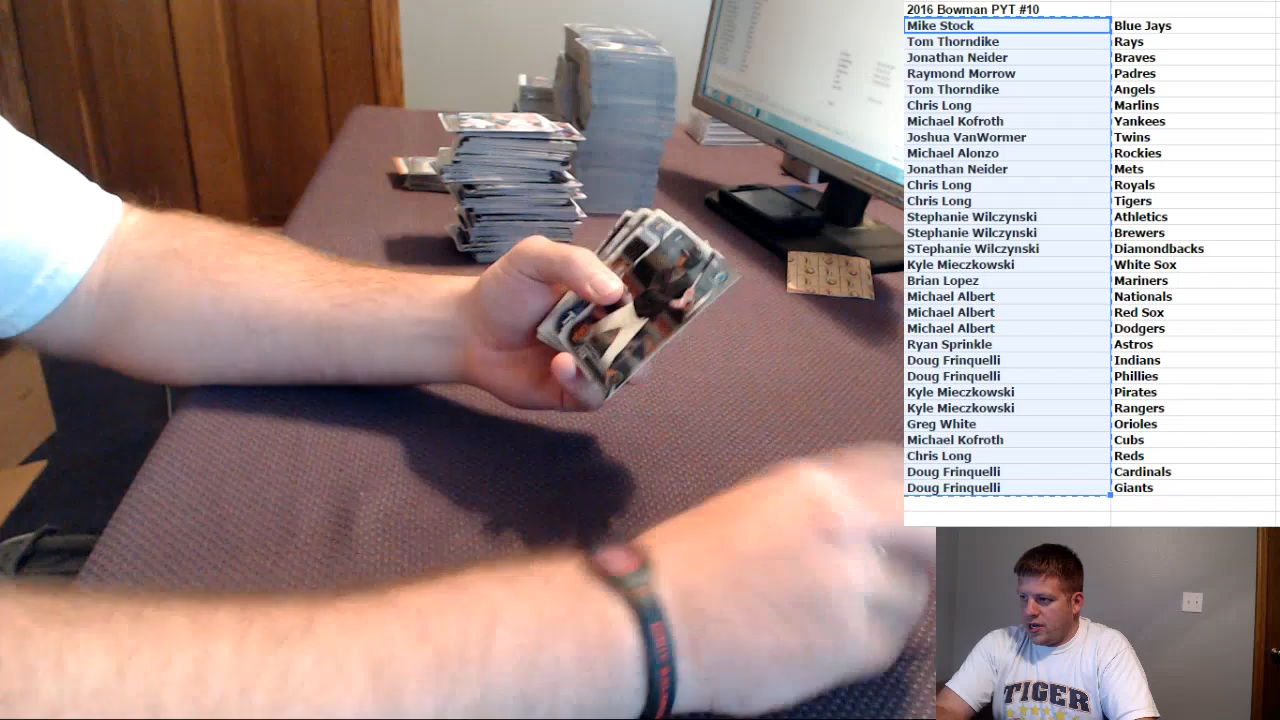 2016 Bowman PYT #10
Mike Stock Blue Jays
Tom Thorndike Rays
Jonathan Neider Braves
Raymond Morrow Padres
Tom Thorndike Angels
Chris Long Marlins
Michael Kofroth Yankees
Joshua VanWormer Twins
Michael Alonzo Rockies
Jonathan Neider Mets
Chris Long Royals
Chris Long Tigers
Stephanie Wilczynski Athletics
Stephanie Wilczynski Brewers
STephanie Wilczynski Diamondbacks
Kyle Mieczkowski White Sox
Brian Lopez Mariners
Michael Albert Nationals
Michael Albert Red Sox
Michael Albert Dodgers
Ryan Sprinkle Astros
Doug Frinquelli Indians
Doug Frinquelli Phillies
Kyle Mieczkowski Pirates
Kyle Mieczkowski Rangers
Greg White Orioles
Michael Kofroth Cubs
Chris Long Reds
Doug Frinquelli Cardinals
Doug Frinquelli Giants
TIGER